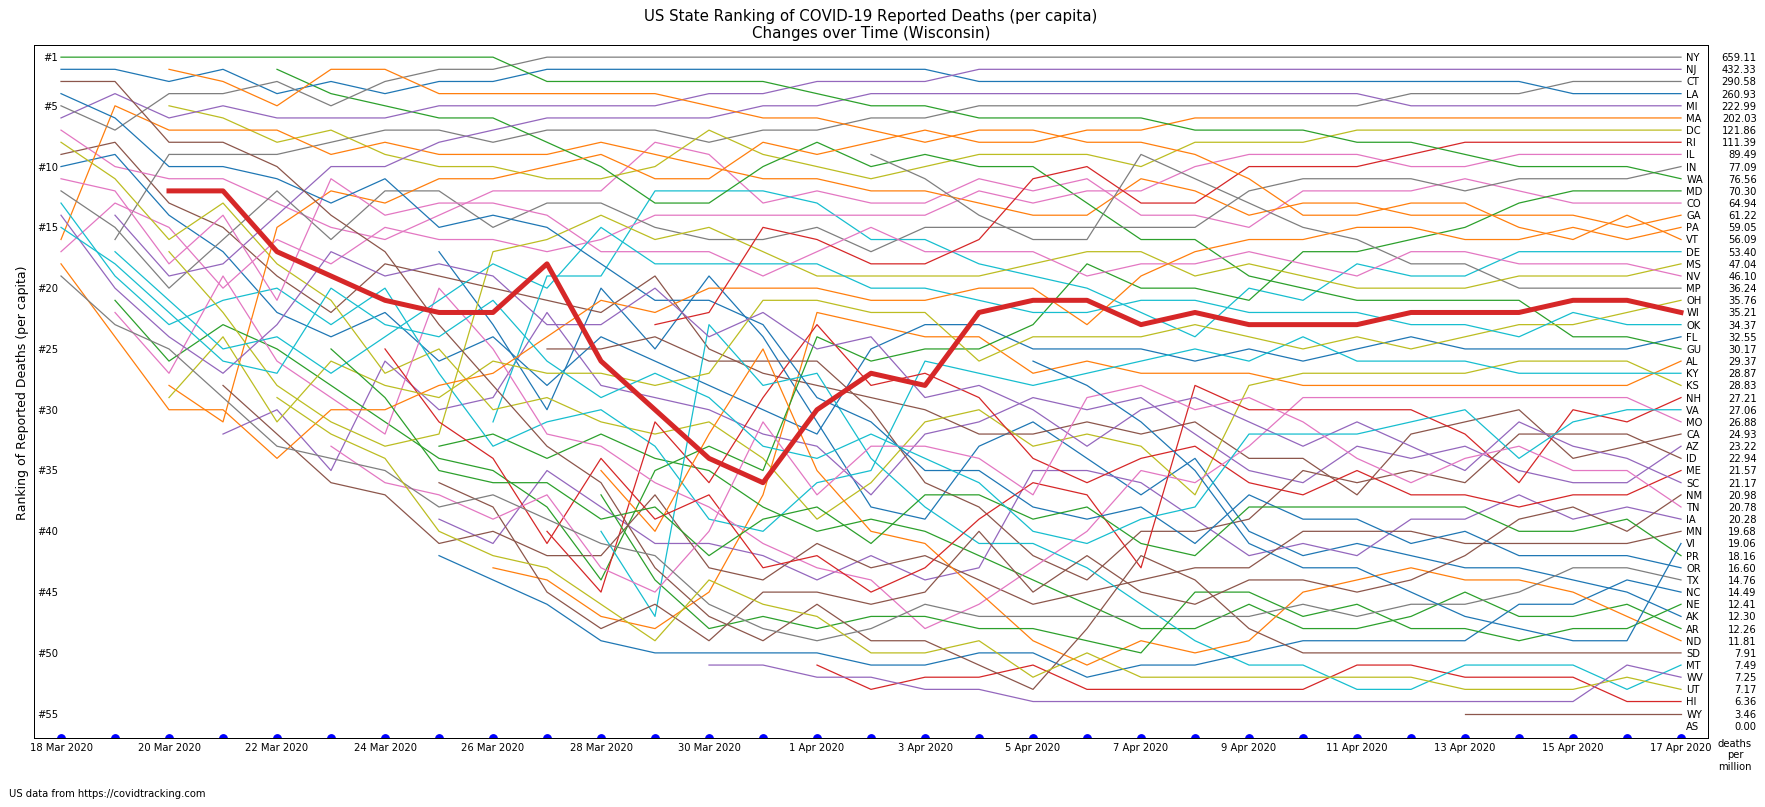 US State Ranking of COVID-19 Reported Deaths (per capita)
Changes over Time (Wisconsin)
Ranking of Reported Deaths (per capita)
#1
#5
#10
#15
#20
#25
#30
#35
#40
#45
#50
#55
NY 659.11
NJ 432.33
CT 290.58
LA 260.93
MI 222.99
MA 202.03
DC 121.86
RI 111.39
IL 89.49
IN 77.09
WA 76.56
MD 70.30
CO 64.94
GA 61.22
PA 59.05
VT 56.09
DE 53.40
MS 47.04
NV 46.10
MP 36.24
OH 35.76
WI 35.21
OK 34.37
FL 32.55
GU 30.17
AL 29.37
KY 28.87
KS 28.83
NH 27.21
VA 27.06
MO 26.88
CA 24.93
AZ 23.22
ID 22.94
ME 21.57
SC 21.17
NM 20.98
TN 20.78
IA 20.28
MN 19.68
VI 19.06
PR 18.16
OR 16.60
TX 14.76
NC 14.49
NE 12.41
AK 12.30
AR 12.26
ND 11.81
SD 7.91
MT 7.49
WV 7.25
UT 7.17
HI 6.36
WY 3.46
AS 0.00
18 Mar 2020 20 Mar 2020 22 Mar 2020 24 Mar 2020 26 Mar 2020 28 Mar 2020 30 Mar 2020 1 Apr 2020 3 Apr 2020 5 Apr 2020 7 Apr 2020 9 Apr 2020 11 Apr 2020 13 Apr 2020 15 Apr 2020 17 Apr 2020
deaths
per
million
US data from https://covidtracking.com